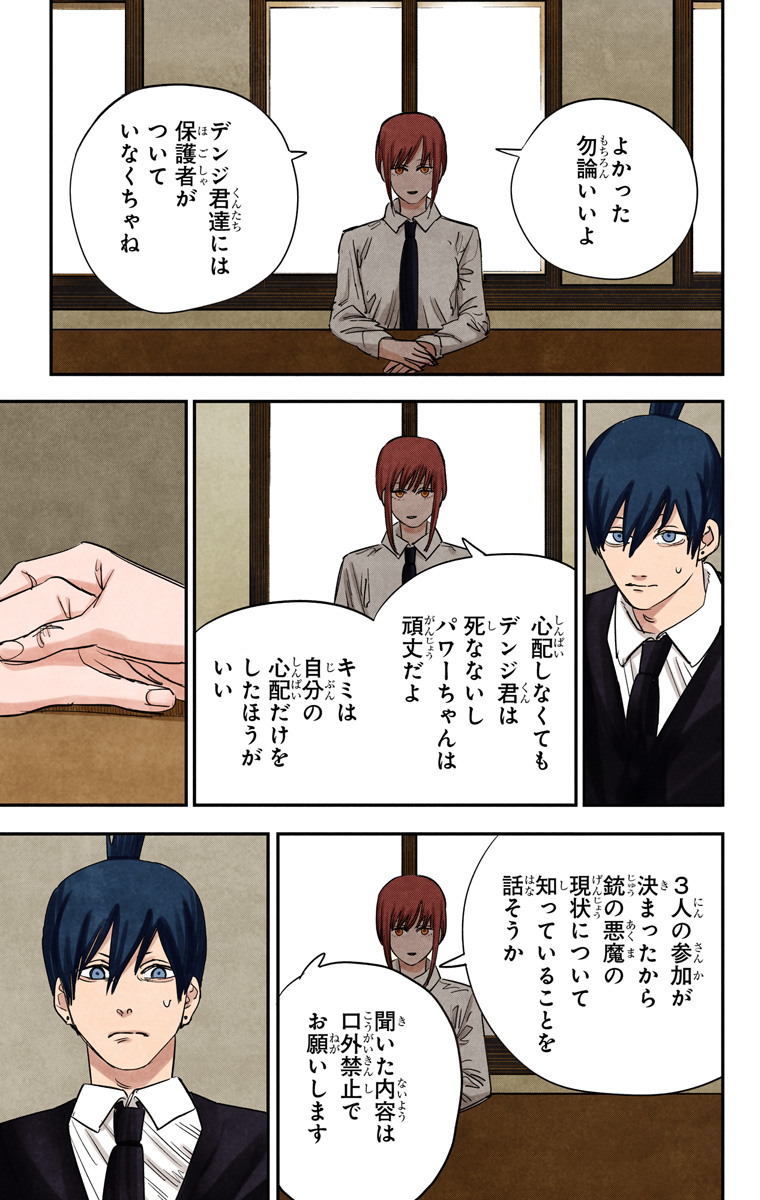 よかった
勿論いいよ
デンジ君達には
保護者が
ついて
いなくちゃね
心配しなくても
デンジ君は
死なないし
パワーちゃんは
頑丈だよ
キミは
自分の
心配だけを
したほうが
いい
3人の参加が
決まったから
銃の悪魔の
現状について
知っていることを
話そうか
聞いた内容は
口外禁止で
お願いします